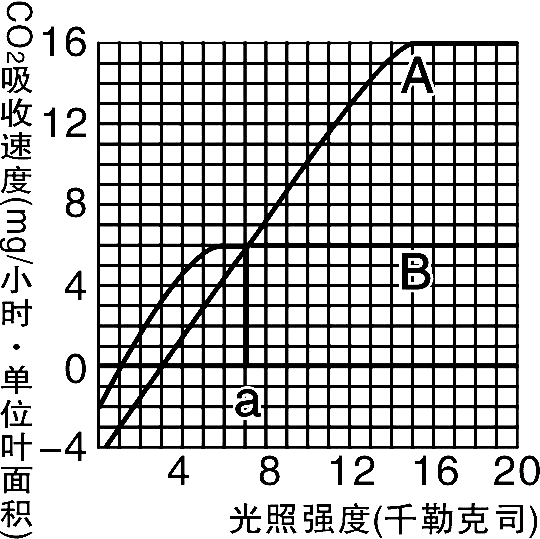 CO₂吸收速度(mg/小时·单位叶面积)
16
12
8
4
0
−4
A
B
a
4 8 12 16 20
光照强度(千勒克司)